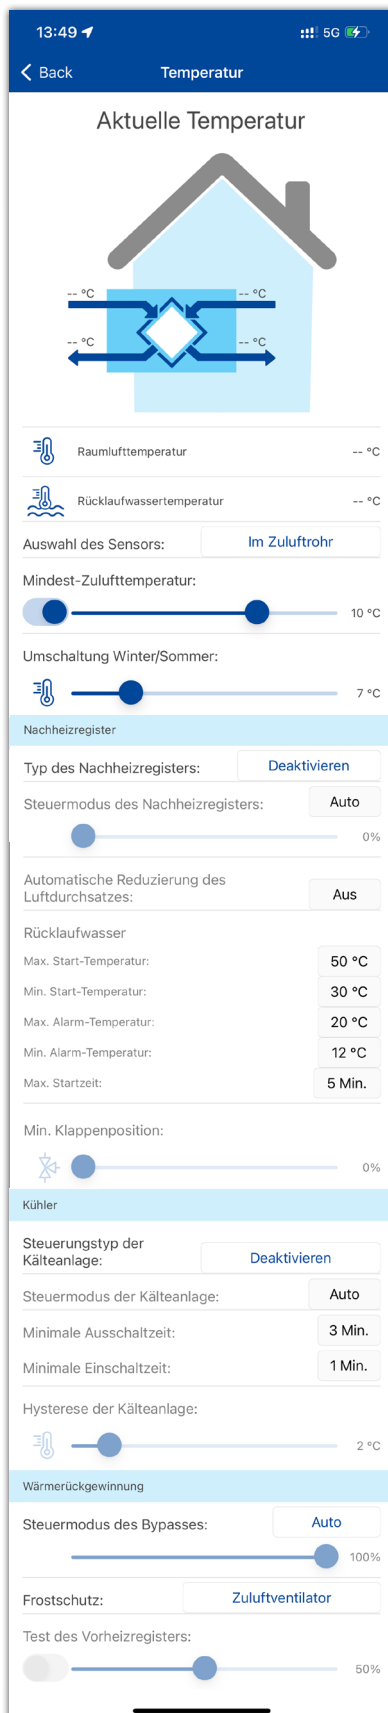 13:49 5G
Back Temperatur
Aktuelle Temperatur
-- °C -- °C
-- °C -- °C
Raumlufttemperatur -- °C
Rücklaufwassertemperatur -- °C
Auswahl des Sensors: Im Zuluftrohr
Mindest-Zulufttemperatur:
10 °C
Umschaltung Winter/Sommer:
7 °C
Nachheizregister
Typ des Nachheizregisters: Deaktivieren
Steuermodus des Nachheizregisters: Auto
0%
Automatische Reduzierung des
Luftdurchsatzes: Aus
Rücklaufwasser
Max. Start-Temperatur: 50 °C
Min. Start-Temperatur: 30 °C
Max. Alarm-Temperatur: 20 °C
Min. Alarm-Temperatur: 12 °C
Max. Startzeit: 5 Min.
Min. Klappenposition:
0%
Kühler
Steuerungstyp der
Kälteanlage: Deaktivieren
Steuermodus der Kälteanlage: Auto
Minimale Ausschaltzeit: 3 Min.
Minimale Einschaltzeit: 1 Min.
Hysterese der Kälteanlage:
2 °C
Wärmerückgewinnung
Steuermodus des Bypasses: Auto
100%
Frostschutz: Zuluftventilator
Test des Vorheizregisters:
50%